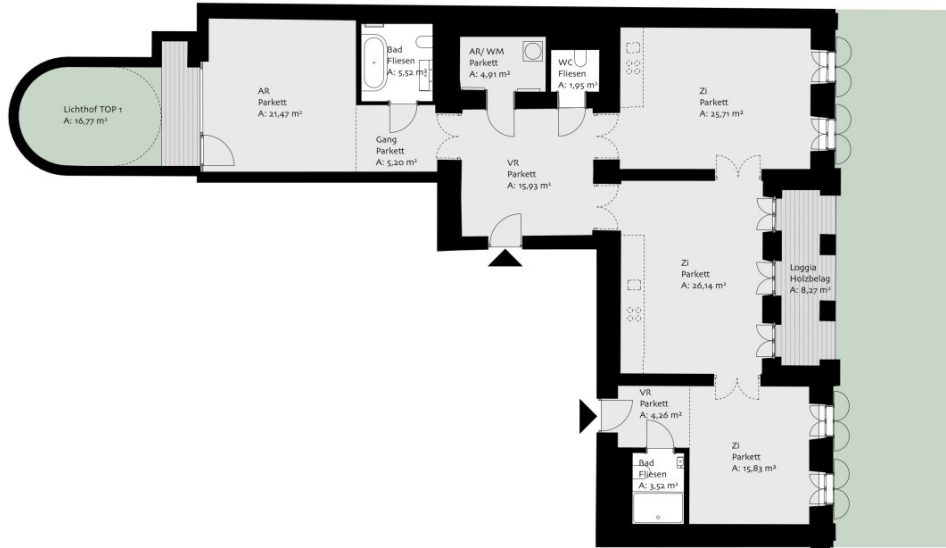 Lichthof TOP 1
A: 16,77 m²
AR
Parkett
A: 21,47 m²
Bad
Fliesen
A: 5,52 m²
Gang
Parkett
A: 5,20 m²
AR/ WM
Parkett
A: 4,91 m²
WC
Fliesen
A: 1,95 m²
VR
Parkett
A: 15,93 m²
Zi
Parkett
A: 25,71 m²
Zi
Parkett
A: 26,14 m²
Loggia
Holzbelag
A: 8,27 m²
VR
Parkett
A: 4,26 m²
Bad
Fliesen
A: 3,52 m²
Zi
Parkett
A: 15,83 m²